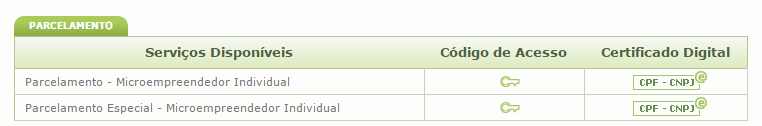 PARCELAMENTO
Serviços Disponíveis Código de Acesso Certificado Digital
Parcelamento - Microempreendedor Individual CPF - CNPJ e
Parcelamento Especial - Microempreendedor Individual CPF - CNPJ e